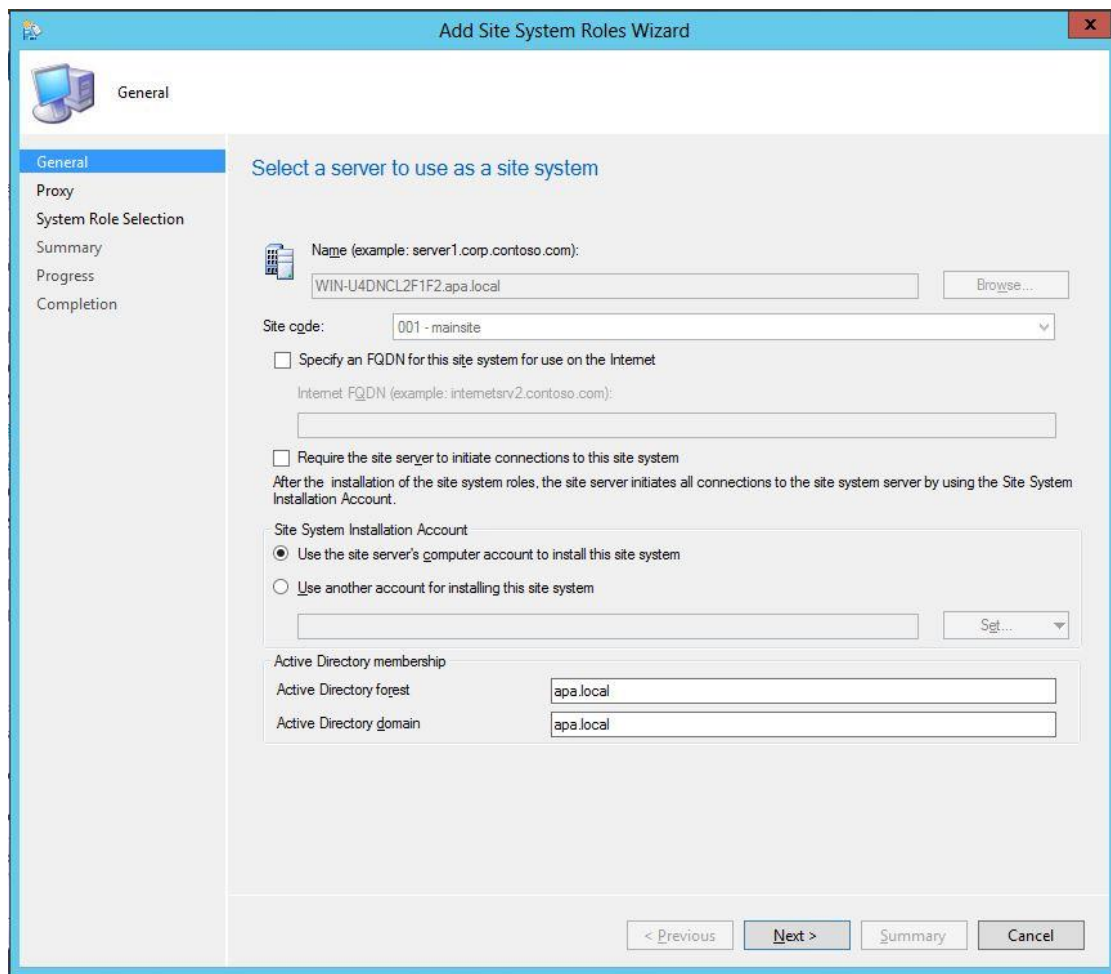 Add Site System Roles Wizard
x
General
General
Proxy
System Role Selection
Summary
Progress
Completion
Select a server to use as a site system
Name (example: server1.corp.contoso.com):
WIN-U4DNCL2F1F2.apa.local
Browse...
Site code:
001 - mainsite
Specify an FQDN for this site system for use on the Internet
Internet FQDN (example: internetsrv2.contoso.com):
Require the site server to initiate connections to this site system
After the installation of the site system roles, the site server initiates all connections to the site system server by using the Site System
Installation Account.
Site System Installation Account
Use the site server's computer account to install this site system
Use another account for installing this site system
Set...
Active Directory membership
Active Directory forest
apa.local
Active Directory domain
apa.local
< Previous
Next >
Summary
Cancel